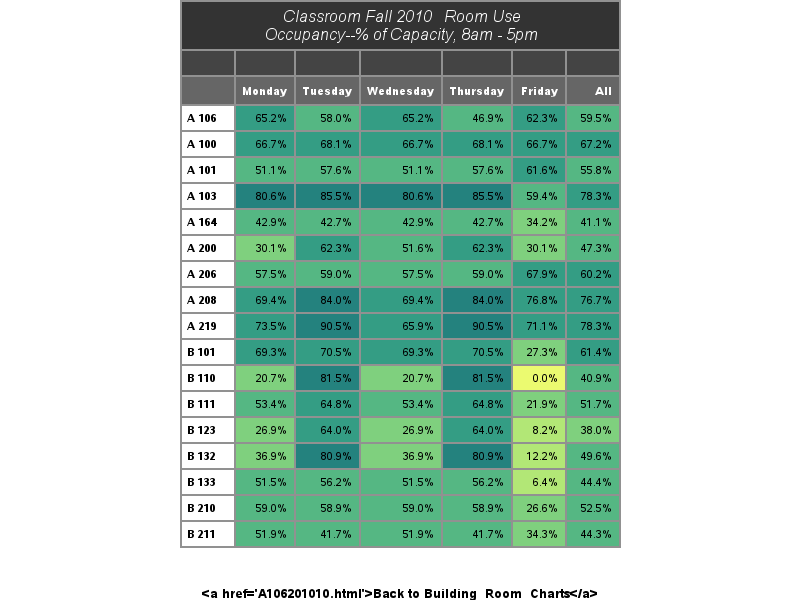 Classroom Fall 2010 Room Use
Occupancy--% of Capacity, 8am - 5pm
Monday Tuesday Wednesday Thursday Friday All
A 106 65.2% 58.0% 65.2% 46.9% 62.3% 59.5%
A 100 66.7% 68.1% 66.7% 68.1% 66.7% 67.2%
A 101 51.1% 57.6% 51.1% 57.6% 61.6% 55.8%
A 103 80.6% 85.5% 80.6% 85.5% 59.4% 78.3%
A 164 42.9% 42.7% 42.9% 42.7% 34.2% 41.1%
A 200 30.1% 62.3% 51.6% 62.3% 30.1% 47.3%
A 206 57.5% 59.0% 57.5% 59.0% 67.9% 60.2%
A 208 69.4% 84.0% 69.4% 84.0% 76.8% 76.7%
A 219 73.5% 90.5% 65.9% 90.5% 71.1% 78.3%
B 101 69.3% 70.5% 69.3% 70.5% 27.3% 61.4%
B 110 20.7% 81.5% 20.7% 81.5% 0.0% 40.9%
B 111 53.4% 64.8% 53.4% 64.8% 21.9% 51.7%
B 123 26.9% 64.0% 26.9% 64.0% 8.2% 38.0%
B 132 36.9% 80.9% 36.9% 80.9% 12.2% 49.6%
B 133 51.5% 56.2% 51.5% 56.2% 6.4% 44.4%
B 210 59.0% 58.9% 59.0% 58.9% 26.6% 52.5%
B 211 51.9% 41.7% 51.9% 41.7% 34.3% 44.3%
<a href='A106201010.html'>Back to Building Room Charts</a>